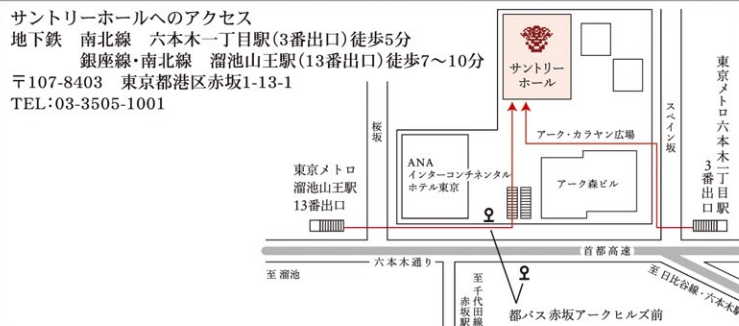 サントリーホールへのアクセス
地下鉄　南北線　六本木一丁目駅(3番出口)徒歩5分
銀座線・南北線　溜池山王駅(13番出口)徒歩7〜10分
〒107-8403　東京都港区赤坂1-13-1
TEL:03-3505-1001
サントリー
ホール
桜坂
スペイン坂
東京メトロ六本木一丁目駅
3番出口
アーク・カラヤン広場
ANA
インターコンチネンタル
ホテル東京
アーク森ビル
東京メトロ
溜池山王駅
13番出口
首都高速
六本木通り
至 溜池
至千代田線
赤坂駅
都バス 赤坂アークヒルズ前
至 日比谷線・六本木駅